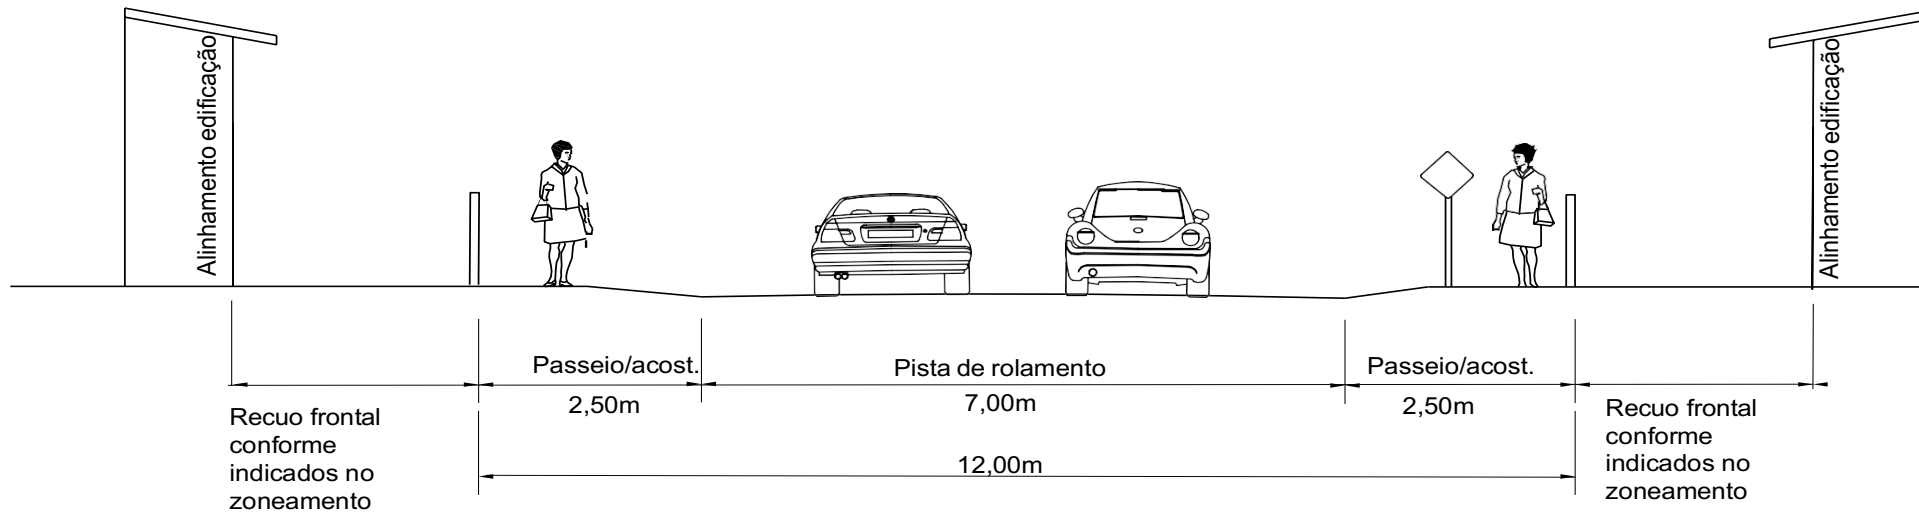 Alinhamento edificação
Alinhamento edificação
Passeio/acost.
Pista de rolamento
Passeio/acost.
2,50m
7,00m
2,50m
Recuo frontal
conforme
indicados no
zoneamento
12,00m
Recuo frontal
conforme
indicados no
zoneamento